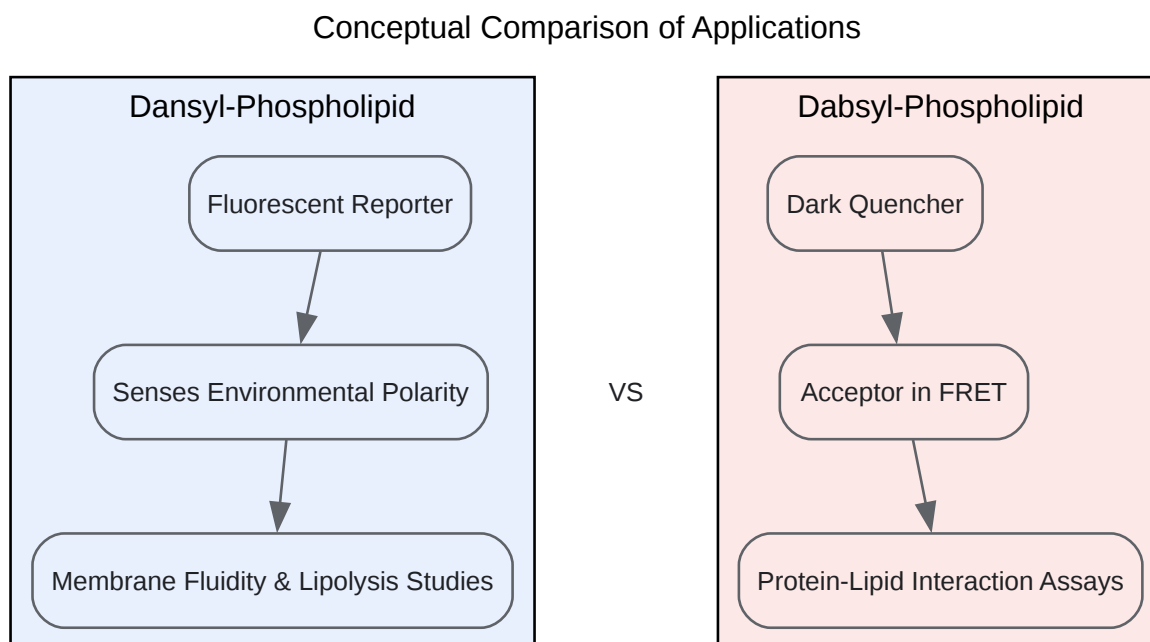 Conceptual Comparison of Applications
Dansyl-Phospholipid
Fluorescent Reporter
Senses Environmental Polarity
Membrane Fluidity & Lipolysis Studies
VS
Dabsyl-Phospholipid
Dark Quencher
Acceptor in FRET
Protein-Lipid Interaction Assays